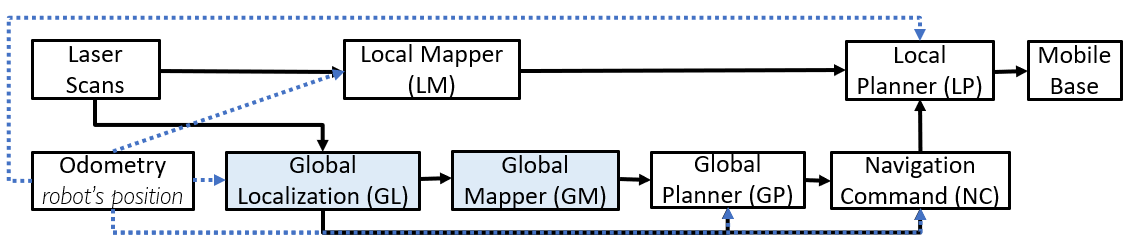 Laser
Scans
Local Mapper
(LM)
Local
Planner (LP)
Mobile
Base
Odometry
robot's position
Global
Localization (GL)
Global
Mapper (GM)
Global
Planner (GP)
Navigation
Command (NC)